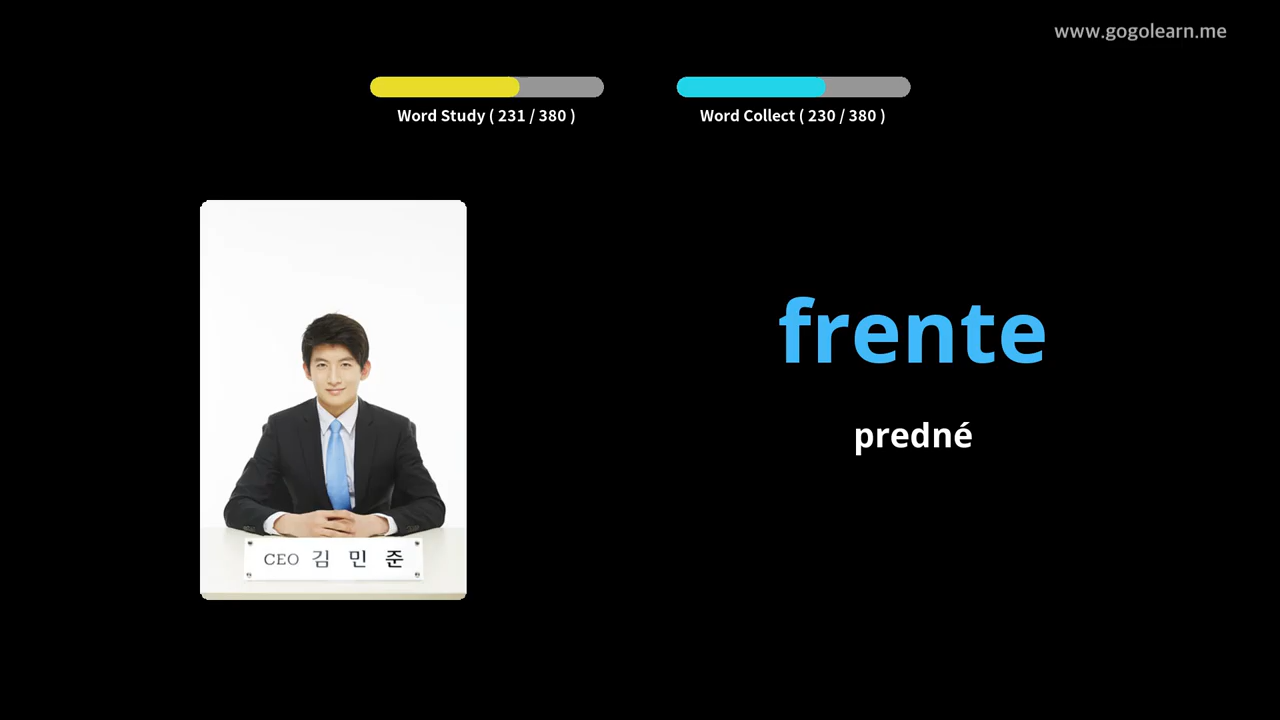 www.gogolearn.me
Word Study ( 231 / 380 )
Word Collect ( 230 / 380 )
frente
predné
CEO 김 민 준